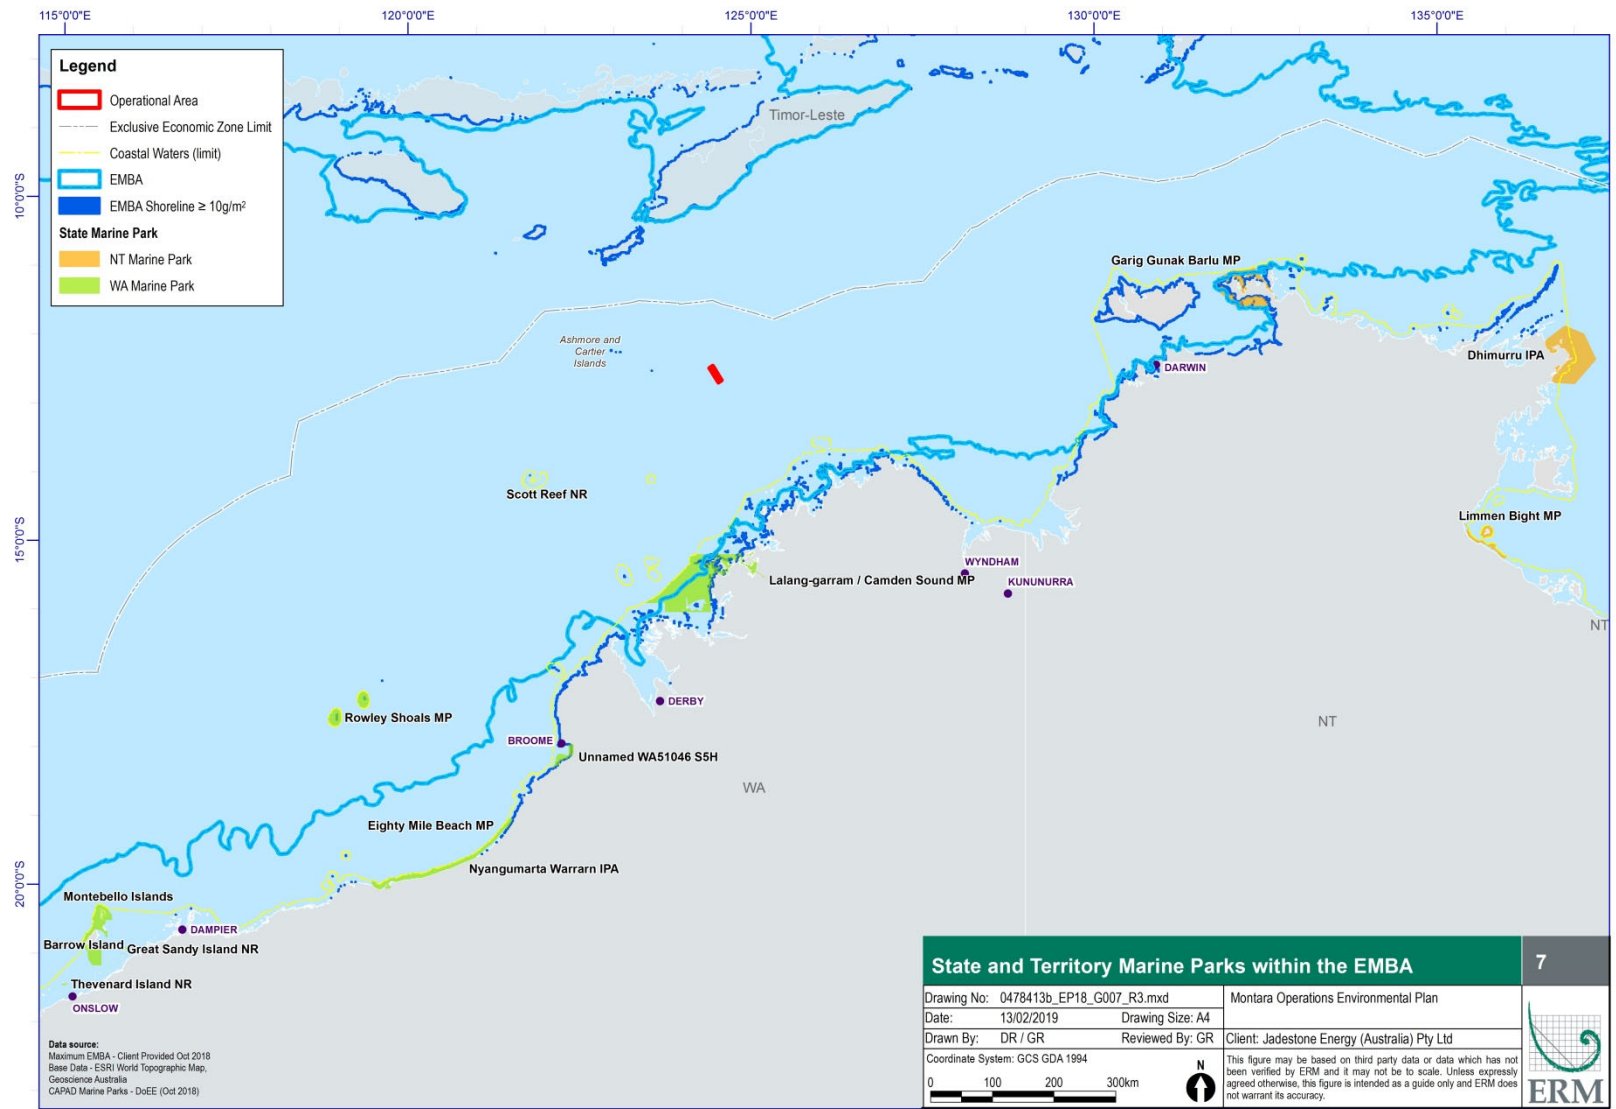 115°0'0"E
120°0'0"E
125°0'0"E
130°0'0"E
135°0'0"E
10°0'0"S
15°0'0"S
20°0'0"S
Legend
Operational Area
Exclusive Economic Zone Limit
Coastal Waters (limit)
EMBA
EMBA Shoreline ≥ 10g/m²
State Marine Park
NT Marine Park
WA Marine Park
Timor-Leste
Garig Gunak Barlu MP
Ashmore and
Cartier
Islands
Dhimurru IPA
DARWIN
Scott Reef NR
Limmen Bight MP
WYNDHAM
Lalang-garram / Camden Sound MP
KUNUNURRA
NT
DERBY
Rowley Shoals MP
NT
BROOME
Unnamed WA51046 S5H
WA
Eighty Mile Beach MP
Nyangumarta Warrarn IPA
Montebello Islands
DAMPIER
Barrow Island
Great Sandy Island NR
Thevenard Island NR
ONSLOW
Data source:
Maximum EMBA - Client Provided Oct 2018
Base Data - ESRI World Topographic Map,
Geoscience Australia
CAPAD Marine Parks - DoEE (Oct 2018)
State and Territory Marine Parks within the EMBA
7
Drawing No: 0478413b_EP18_G007_R3.mxd
Montara Operations Environmental Plan
Date: 13/02/2019 Drawing Size: A4
Drawn By: DR / GR Reviewed By: GR
Client: Jadestone Energy (Australia) Pty Ltd
Coordinate System: GCS GDA 1994
N
0 100 200 300km
This figure may be based on third party data or data which has not
been verified by ERM and it may not be to scale. Unless expressly
agreed otherwise, this figure is intended as a guide only and ERM does
not warrant its accuracy.
ERM